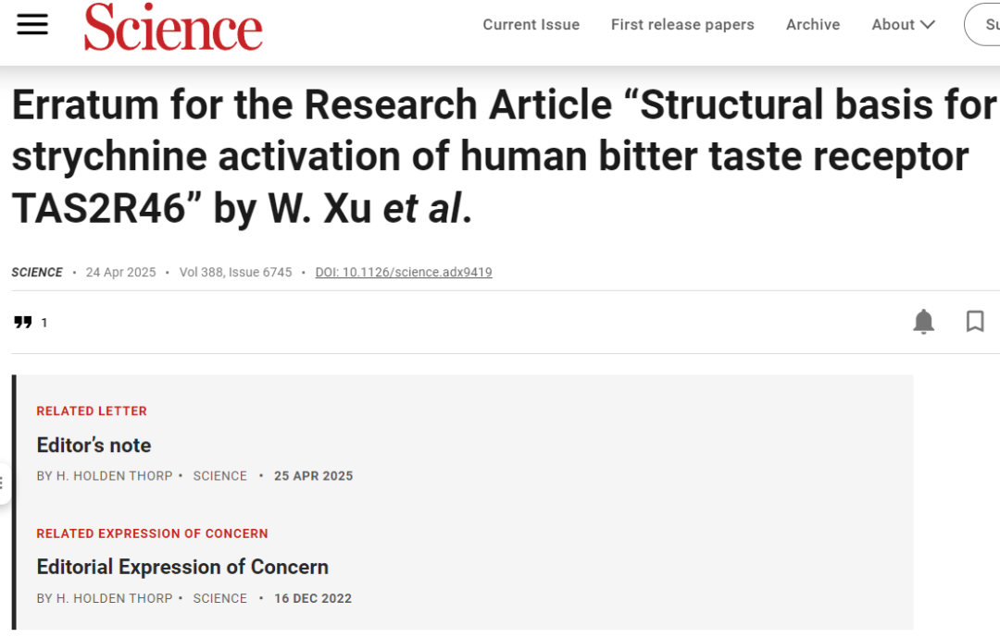 Science
Current Issue First release papers Archive About
Erratum for the Research Article “Structural basis for
strychnine activation of human bitter taste receptor
TAS2R46” by W. Xu et al.
SCIENCE • 24 Apr 2025 • Vol 388, Issue 6745 • DOI: 10.1126/science.adx9419
1
RELATED LETTER
Editor’s note
BY H. HOLDEN THORP • SCIENCE • 25 APR 2025
RELATED EXPRESSION OF CONCERN
Editorial Expression of Concern
BY H. HOLDEN THORP • SCIENCE • 16 DEC 2022